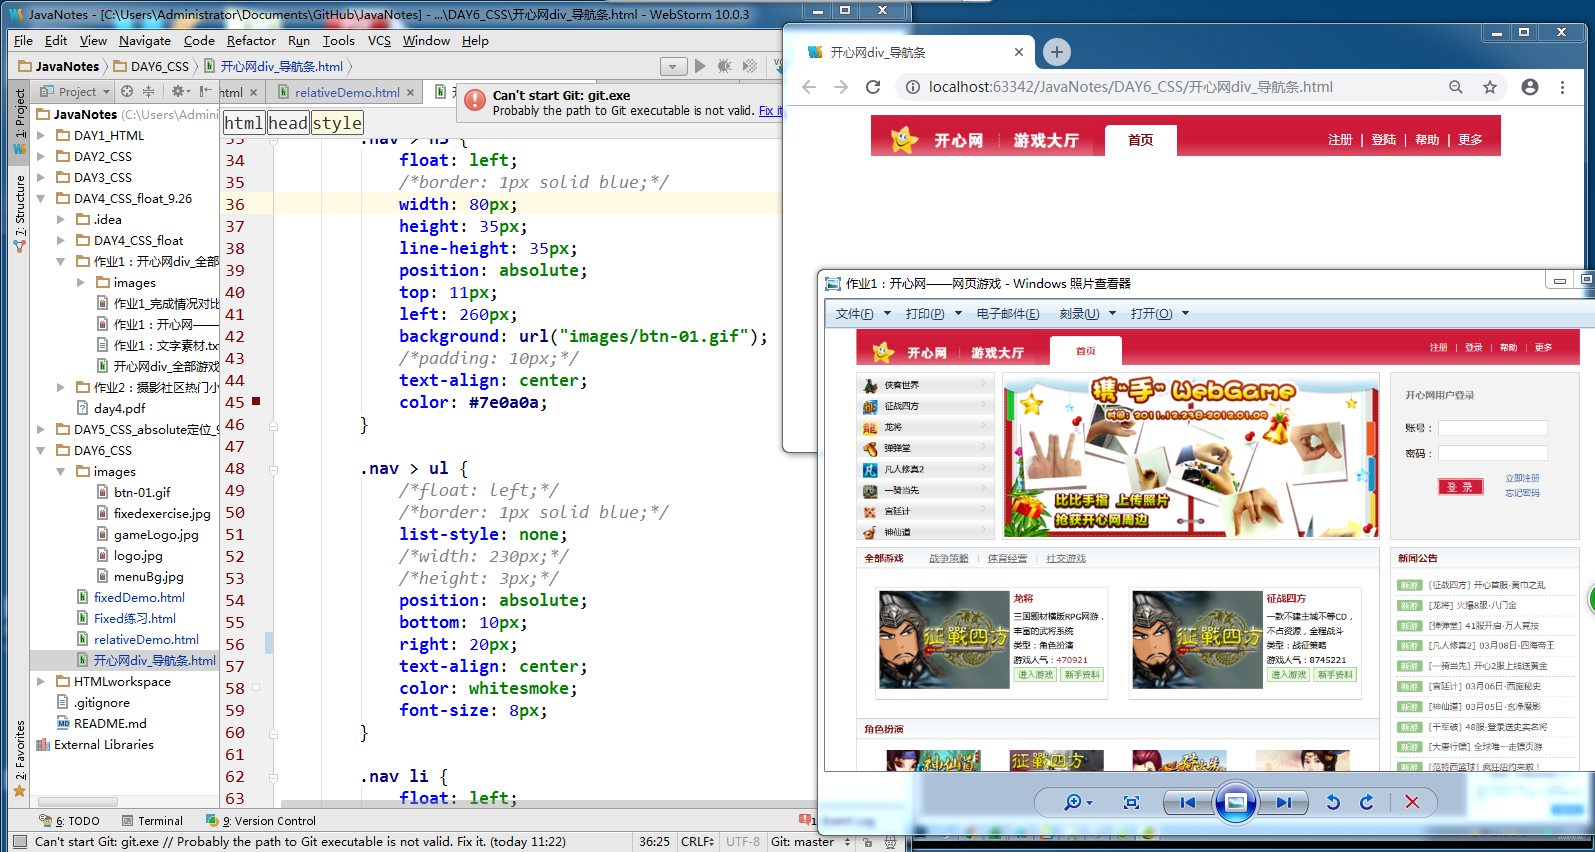 JavaNotes - [C:\Users\Administrator\Documents\GitHub\JavaNotes] - ...\DAY6_CSS\开心网div_导航条.html - WebStorm 10.0.3
File Edit View Navigate Code Refactor Run Tools VCS Window Help
JavaNotes DAY6_CSS 开心网div_导航条.html
Project
html relativeDemo.html
Can't start Git: git.exe
Probably the path to Git executable is not valid. Fix it
1: Project
7: Structure
2: Favorites
JavaNotes (C:\Users\Admini
DAY1_HTML
DAY2_CSS
DAY3_CSS
DAY4_CSS_float_9.26
.idea
DAY4_CSS_float
作业1：开心网div_全部
images
作业1_完成情况对比
作业1：开心网——
作业1：文字素材.tx
开心网div_全部游戏
作业2：摄影社区热门小
day4.pdf
DAY5_CSS_absolute定位_9
DAY6_CSS
images
btn-01.gif
fixedexercise.jpg
gameLogo.jpg
logo.jpg
menuBg.jpg
fixedDemo.html
Fixed练习.html
relativeDemo.html
开心网div_导航条.html
HTMLworkspace
.gitignore
README.md
External Libraries
html head style
33 .nav > h3 {
34 float: left;
35 /*border: 1px solid blue;*/
36 width: 80px;
37 height: 35px;
38 line-height: 35px;
39 position: absolute;
40 top: 11px;
41 left: 260px;
42 background: url("images/btn-01.gif");
43 /*padding: 10px;*/
44 text-align: center;
45 color: #7e0a0a;
46 }
47
48 .nav > ul {
49 /*float: left;*/
50 /*border: 1px solid blue;*/
51 list-style: none;
52 /*width: 230px;*/
53 /*height: 3px;*/
54 position: absolute;
55 bottom: 10px;
56 right: 20px;
57 text-align: center;
58 color: whitesmoke;
59 font-size: 8px;
60 }
61
62 .nav li {
63 float: left;
6: TODO Terminal 9: Version Control
Can't start Git: git.exe // Probably the path to Git executable is not valid. Fix it. (today 11:22) 36:25 CRLF UTF-8 Git: master
开心网div_导航条
localhost:63342/JavaNotes/DAY6_CSS/开心网div_导航条.html
开心网 游戏大厅 首页 注册 | 登陆 | 帮助 | 更多
作业1：开心网——网页游戏 - Windows 照片查看器
文件(F) 打印(P) 电子邮件(E) 刻录(U) 打开(O)
开心网 游戏大厅 首页 注册 | 登录 | 帮助 | 更多
侠客世界
征战四方
龙将
弹弹堂
凡人修真2
一骑当先
宫廷计
神仙道
携"手"WebGame
时间：2011.12.23-2012.01.04
比比手指 上传照片
抢获开心网周边
开心网用户登录
账号：
密码：
登 录
立即注册
忘记密码
全部游戏 战争策略 体育经营 社交游戏
征戰四方
龙将
三国题材横版RPG网游，
丰富的武将系统
类型：角色扮演
游戏人气：470921
进入游戏 新手资料
征戰四方
征战四方
一款不建主城不等CD，
不占资源，全程战斗
类型：战征策略
游戏人气：8745221
进入游戏 新手资料
角色扮演
神仙道
征戰四方
新闻公告
新游 [征战四方] 开心首服·黄巾之乱
新游 [龙将] 火爆8服·八门金
新游 [弹弹堂] 41服开启·万人竞技
新游 [凡人修真2] 03月08日·四海帝王
新游 [一骑当先] 开心2服上线送黄金
新游 [宫廷计] 03月06日·西施秘史
新游 [神仙道] 03月05日·玄净魔影
新游 [千军破] 48服·登录送史实名将
新游 [大唐行镖] 全球唯一走镖页游
新游 [范特西篮球] 疯狂纽约来啦！